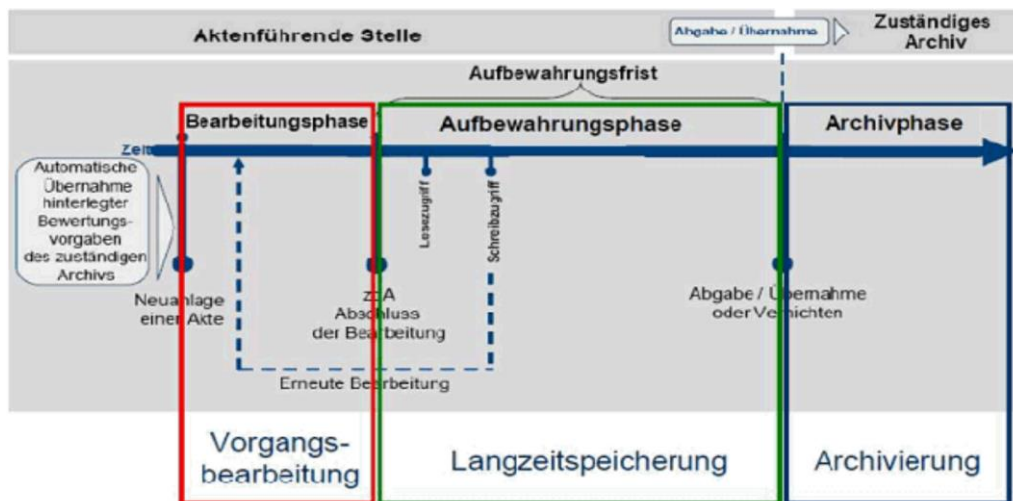 Aktenführende Stelle
Abgabe / Übernahme
Zuständiges
Archiv
Aufbewahrungsfrist
Bearbeitungsphase
Aufbewahrungsphase
Archivphase
Zeit
Automatische
Übernahme
hinterlegter
Bewertungs-
vorgaben
des zuständigen
Archivs
Lesezugriff
Schreibzugriff
Neuanlage
einer Akte
zdA
Abschluss
der Bearbeitung
Abgabe / Übernahme
oder Vernichten
Erneute Bearbeitung
Vorgangs-
bearbeitung
Langzeitspeicherung
Archivierung